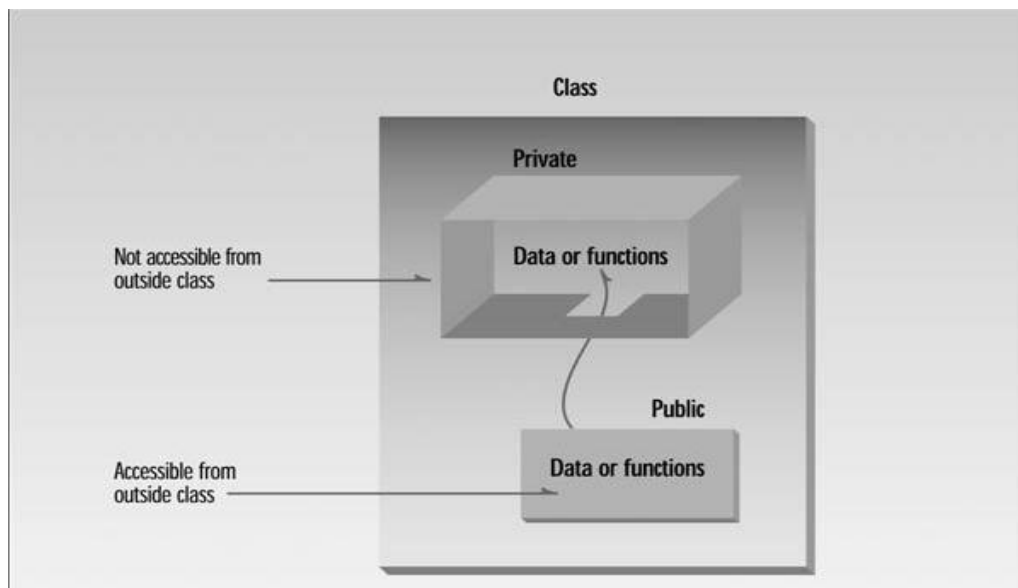 Class
Private
Not accessible from
outside class
Data or functions
Public
Accessible from
outside class
Data or functions